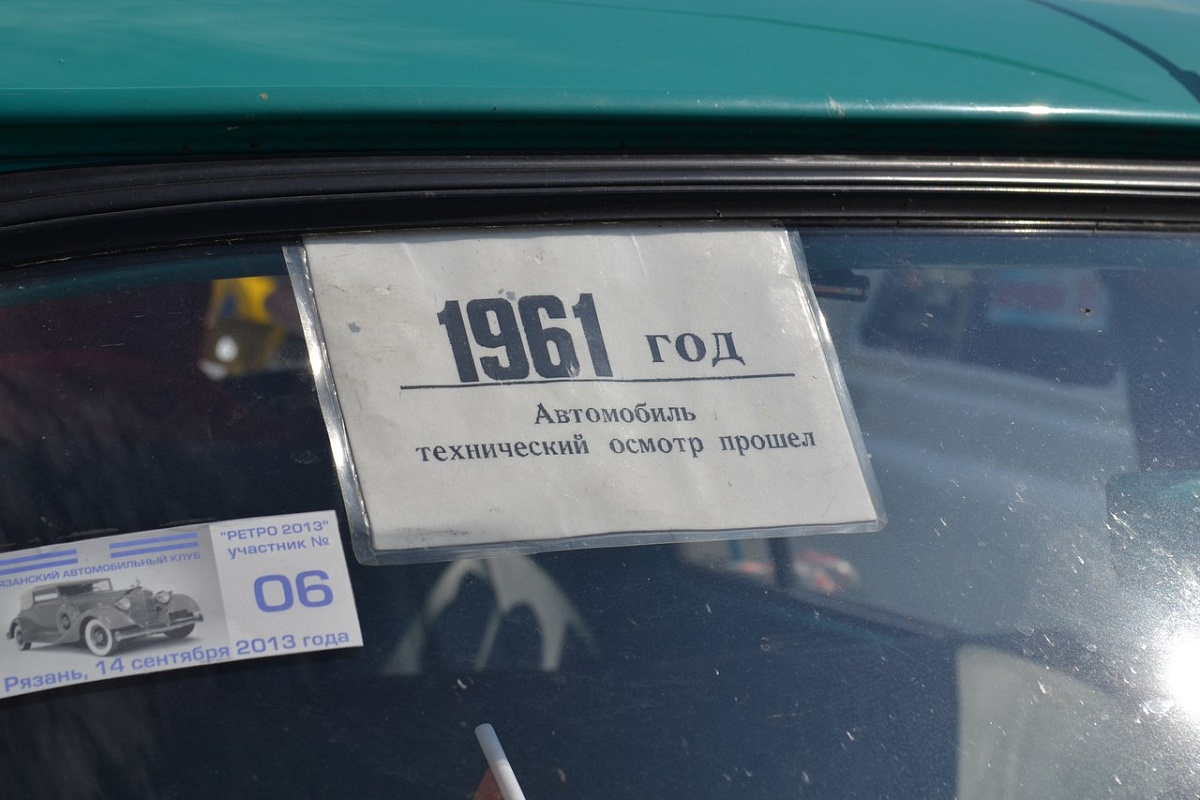 1961 год
Автомобиль
технический осмотр прошел
"РЕТРО 2013"
участник №
06
ЯЗАНСКИЙ АВТОМОБИЛЬНЫЙ КЛУБ
Рязань, 14 сентября 2013 года